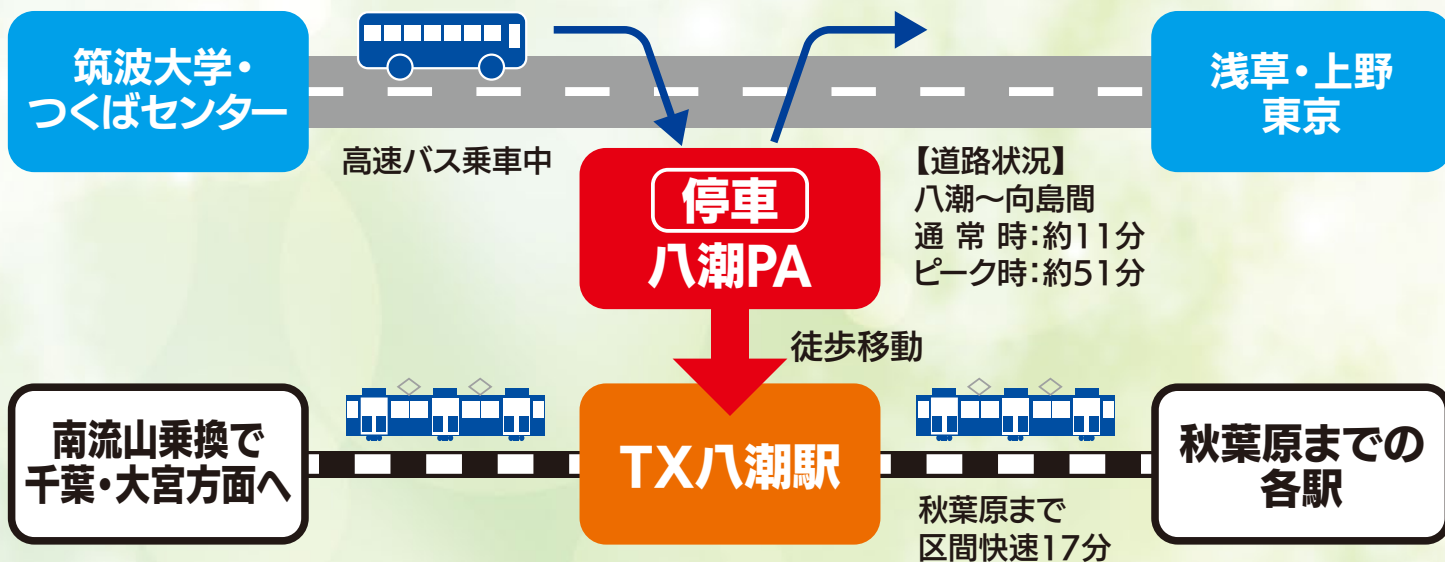 筑波大学・
つくばセンター
高速バス乗車中
停車
八潮PA
浅草・上野
東京
【道路状況】
八潮〜向島間
通 常 時:約11分
ピーク時:約51分
徒歩移動
南流山乗換で
千葉・大宮方面へ
TX八潮駅
秋葉原まで
区間快速17分
秋葉原までの
各駅